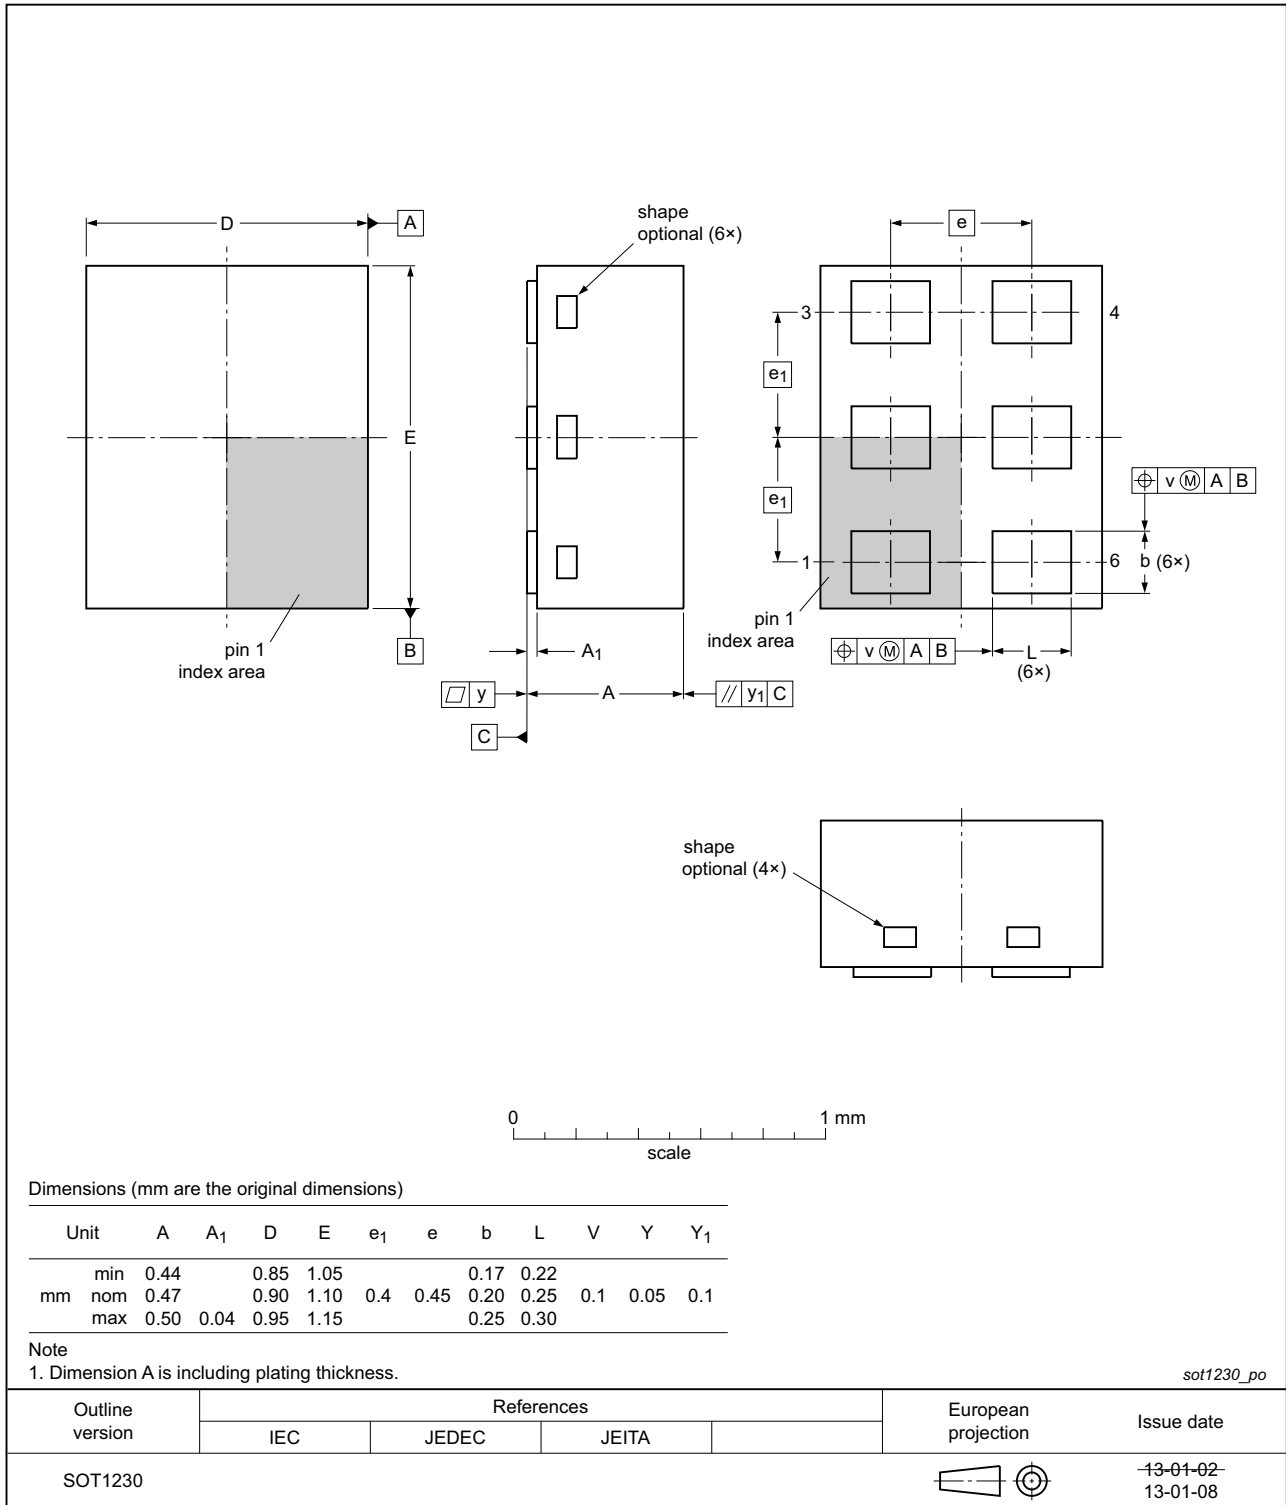 D
A
shape
optional (6×)
e
3
4
e1
E
e1
⌖ v Ⓜ A B
1
6
b (6×)
pin 1
index area
B
A1
pin 1
index area
⌖ v Ⓜ A B
L
(6×)
⏥ y
A
// y1 C
C
shape
optional (4×)
0
1 mm
scale
Dimensions (mm are the original dimensions)
Unit A A1 D E e1 e b L V Y Y1
min 0.44 0.85 1.05 0.17 0.22
mm nom 0.47 0.90 1.10 0.4 0.45 0.20 0.25 0.1 0.05 0.1
max 0.50 0.04 0.95 1.15 0.25 0.30
Note
1. Dimension A is including plating thickness.
sot1230_po
Outline
version
References
IEC JEDEC JEITA
European
projection
Issue date
SOT1230
13-01-02
13-01-08